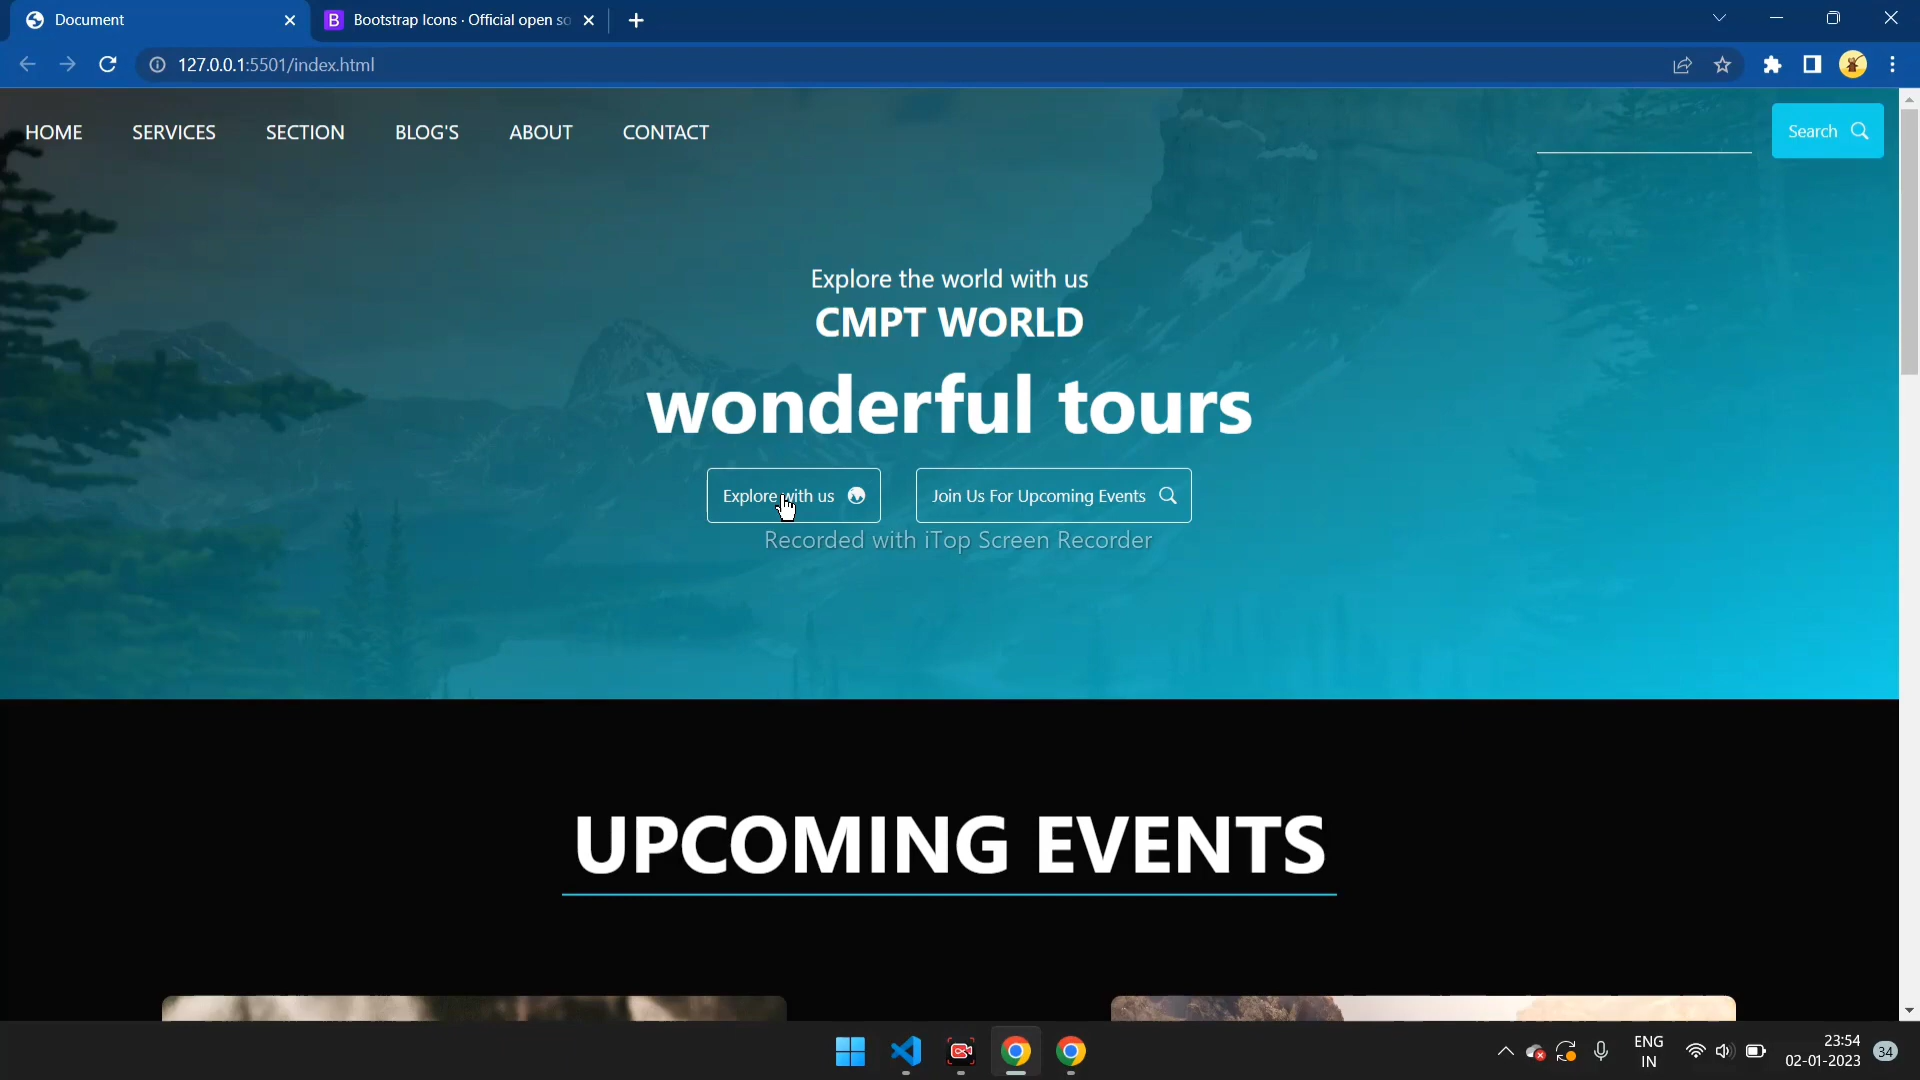 Document
Bootstrap Icons · Official open so
127.0.0.1:5501/index.html
HOME SERVICES SECTION BLOG'S ABOUT CONTACT
Search
Explore the world with us
CMPT WORLD
wonderful tours
Explore with us
Join Us For Upcoming Events
Recorded with iTop Screen Recorder
UPCOMING EVENTS
ENG
IN
23:54
02-01-2023
34